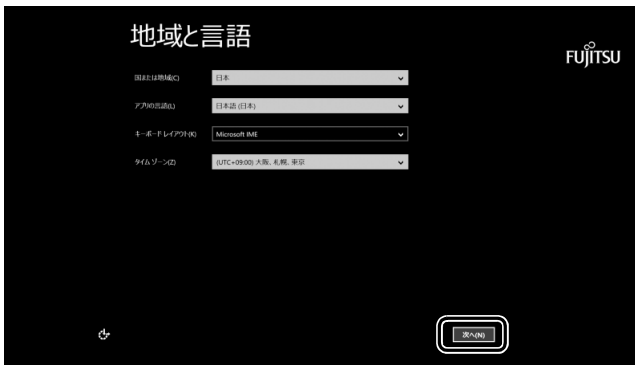 地域と言語
FUJITSU
国または地域(C)
日本
アプリの言語(L)
日本語 (日本)
キーボード レイアウト(K)
Microsoft IME
タイム ゾーン(Z)
(UTC+09:00) 大阪、札幌、東京
次へ(N)